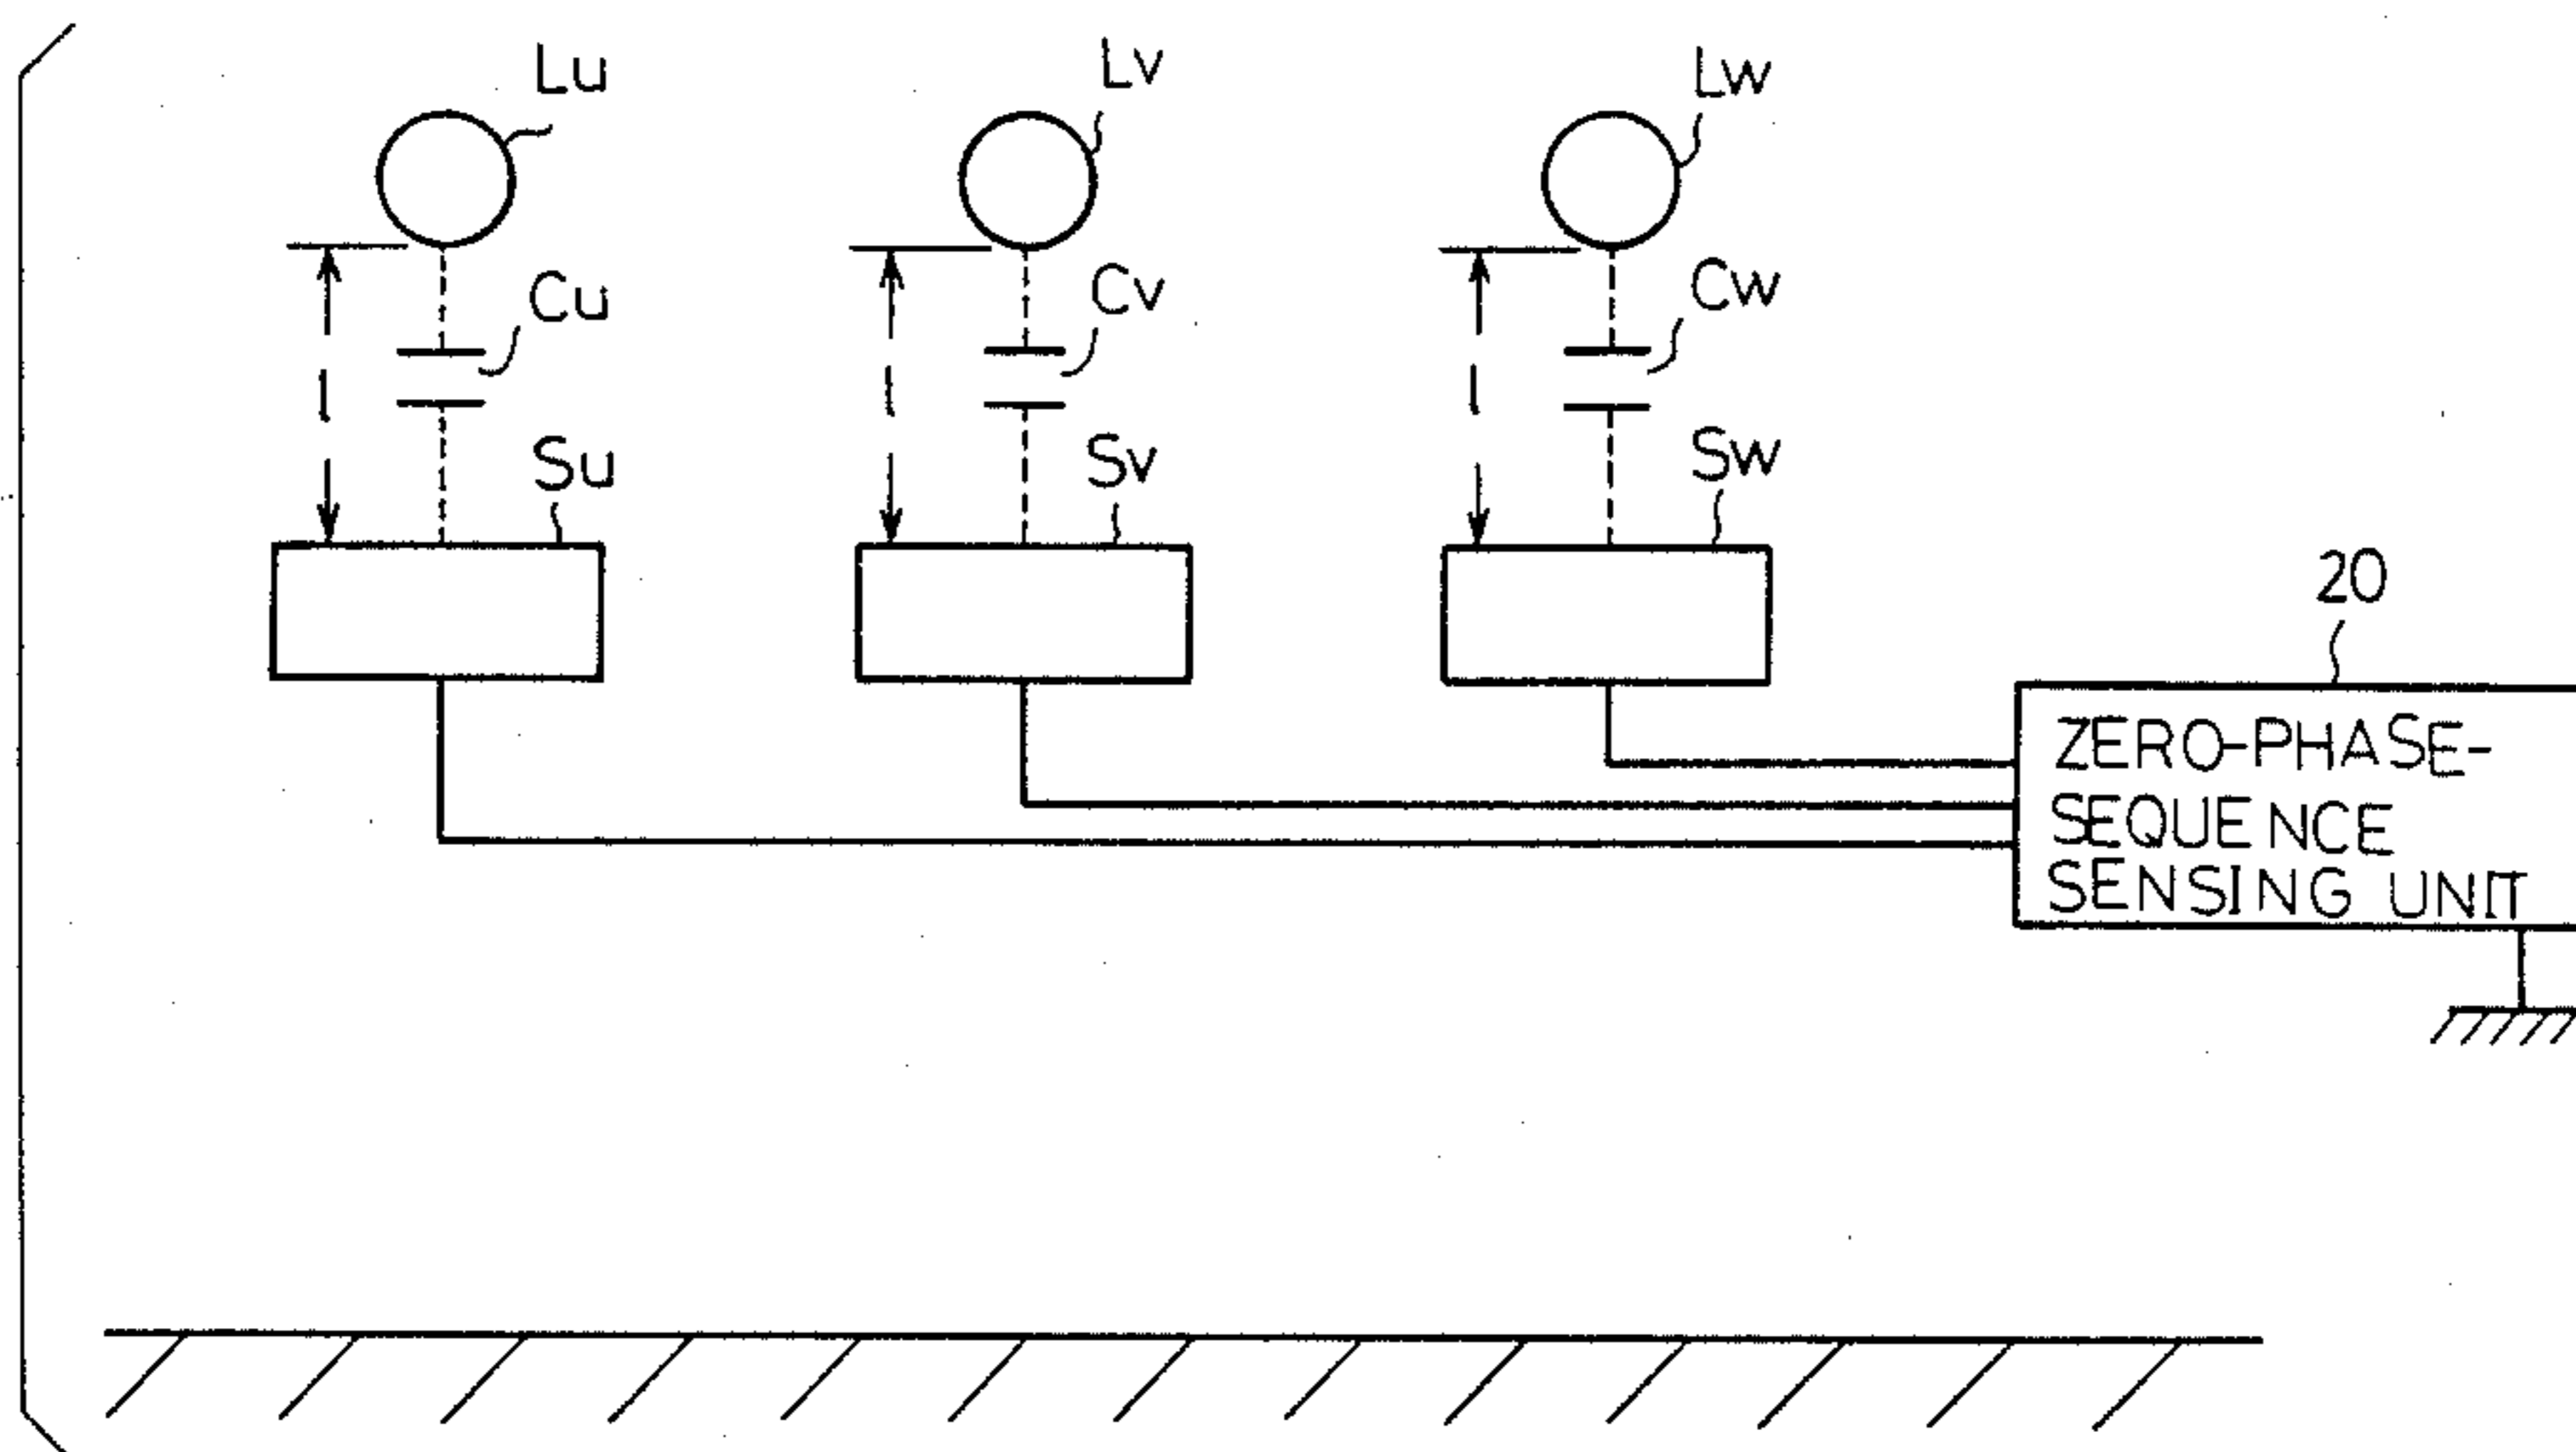 Lu
Lv
Lw
Cu
Cv
Cw
l
l
l
Su
Sv
Sw
20
ZERO-PHASE-
SEQUENCE
SENSING UNIT